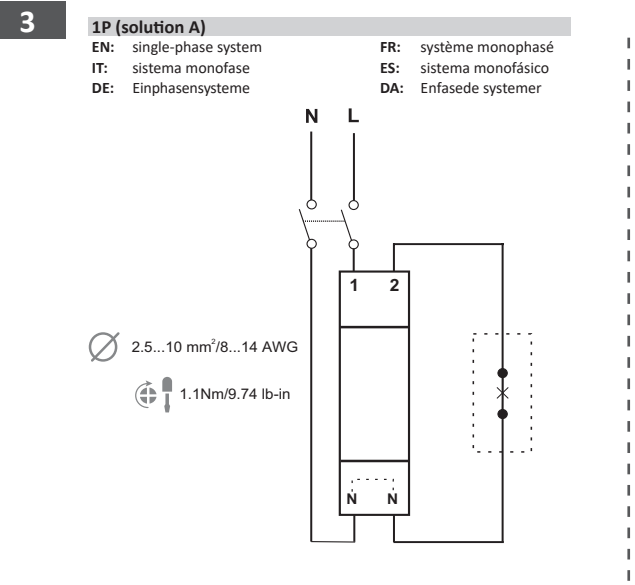 3
1P (solution A)
EN: single-phase system
IT: sistema monofase
DE: Einphasensysteme
FR: système monophasé
ES: sistema monofásico
DA: Enfasede systemer
N L
1 2
2.5...10 mm²/8...14 AWG
1.1Nm/9.74 lb-in
N N